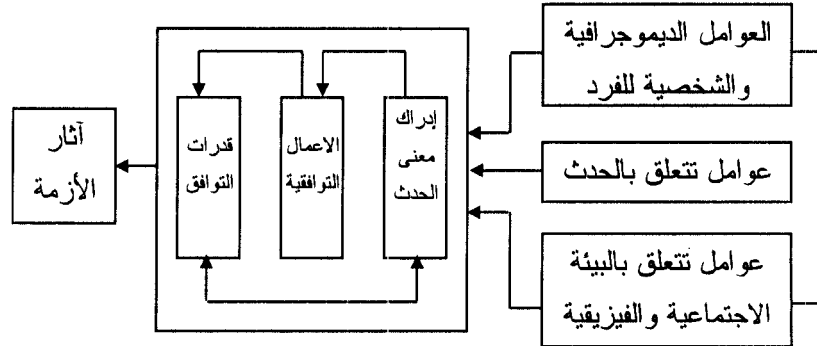 العوامل الديموجرافية
والشخصية للفرد
عوامل تتعلق بالحدث
عوامل تتعلق بالبيئة
الاجتماعية والفيزيقية
إدراك
معنى
الحدث
الاعمال
التوافقية
قدرات
التوافق
آثار
الأزمة